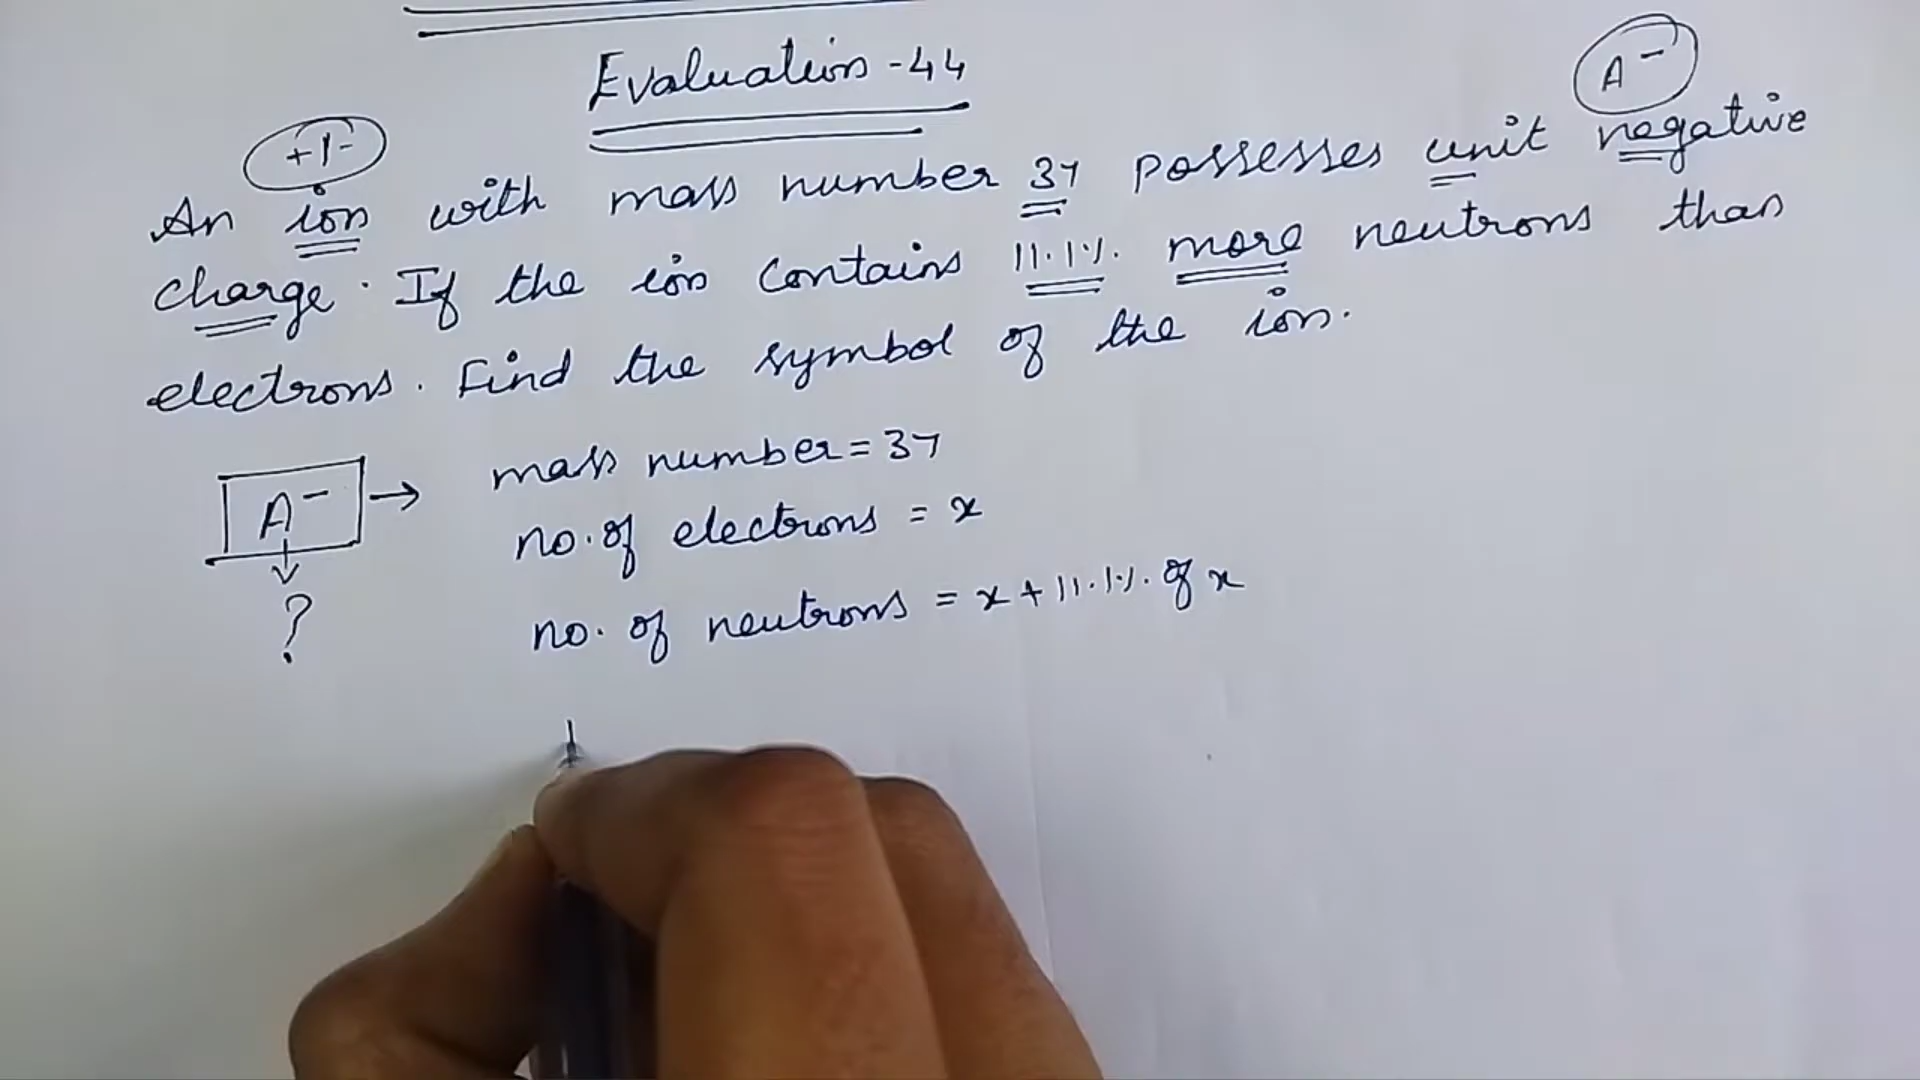 Evaluation - 44
+1-
A⁻
An ion with mass number 37 possesses unit negative
charge. If the ion contains 11.1% more neutrons than
electrons. Find the symbol of the ion.
A⁻ → mass number = 37
no. of electrons = x
↓
?
no. of neutrons = x + 11.1% of x